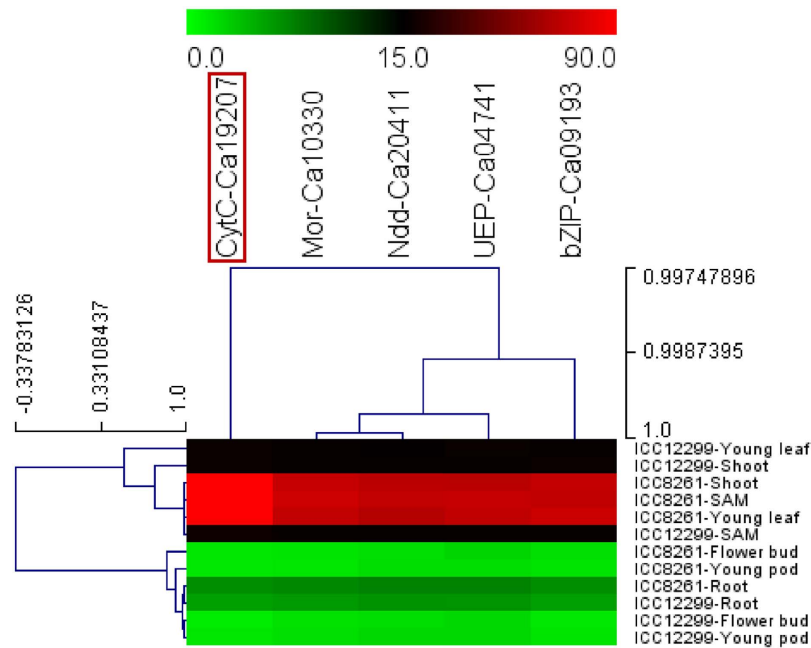 0.0 15.0 90.0
CytC-Ca19207
Mor-Ca10330
Ndd-Ca20411
UEP-Ca04741
bZIP-Ca09193
0.99747896
0.9987395
1.0
-0.33783126
0.33108437
1.0
ICC12299-Young leaf
ICC12299-Shoot
ICC8261-Shoot
ICC8261-SAM
ICC8261-Young leaf
ICC12299-SAM
ICC8261-Flower bud
ICC8261-Young pod
ICC8261-Root
ICC12299-Root
ICC12299-Flower bud
ICC12299-Young pod